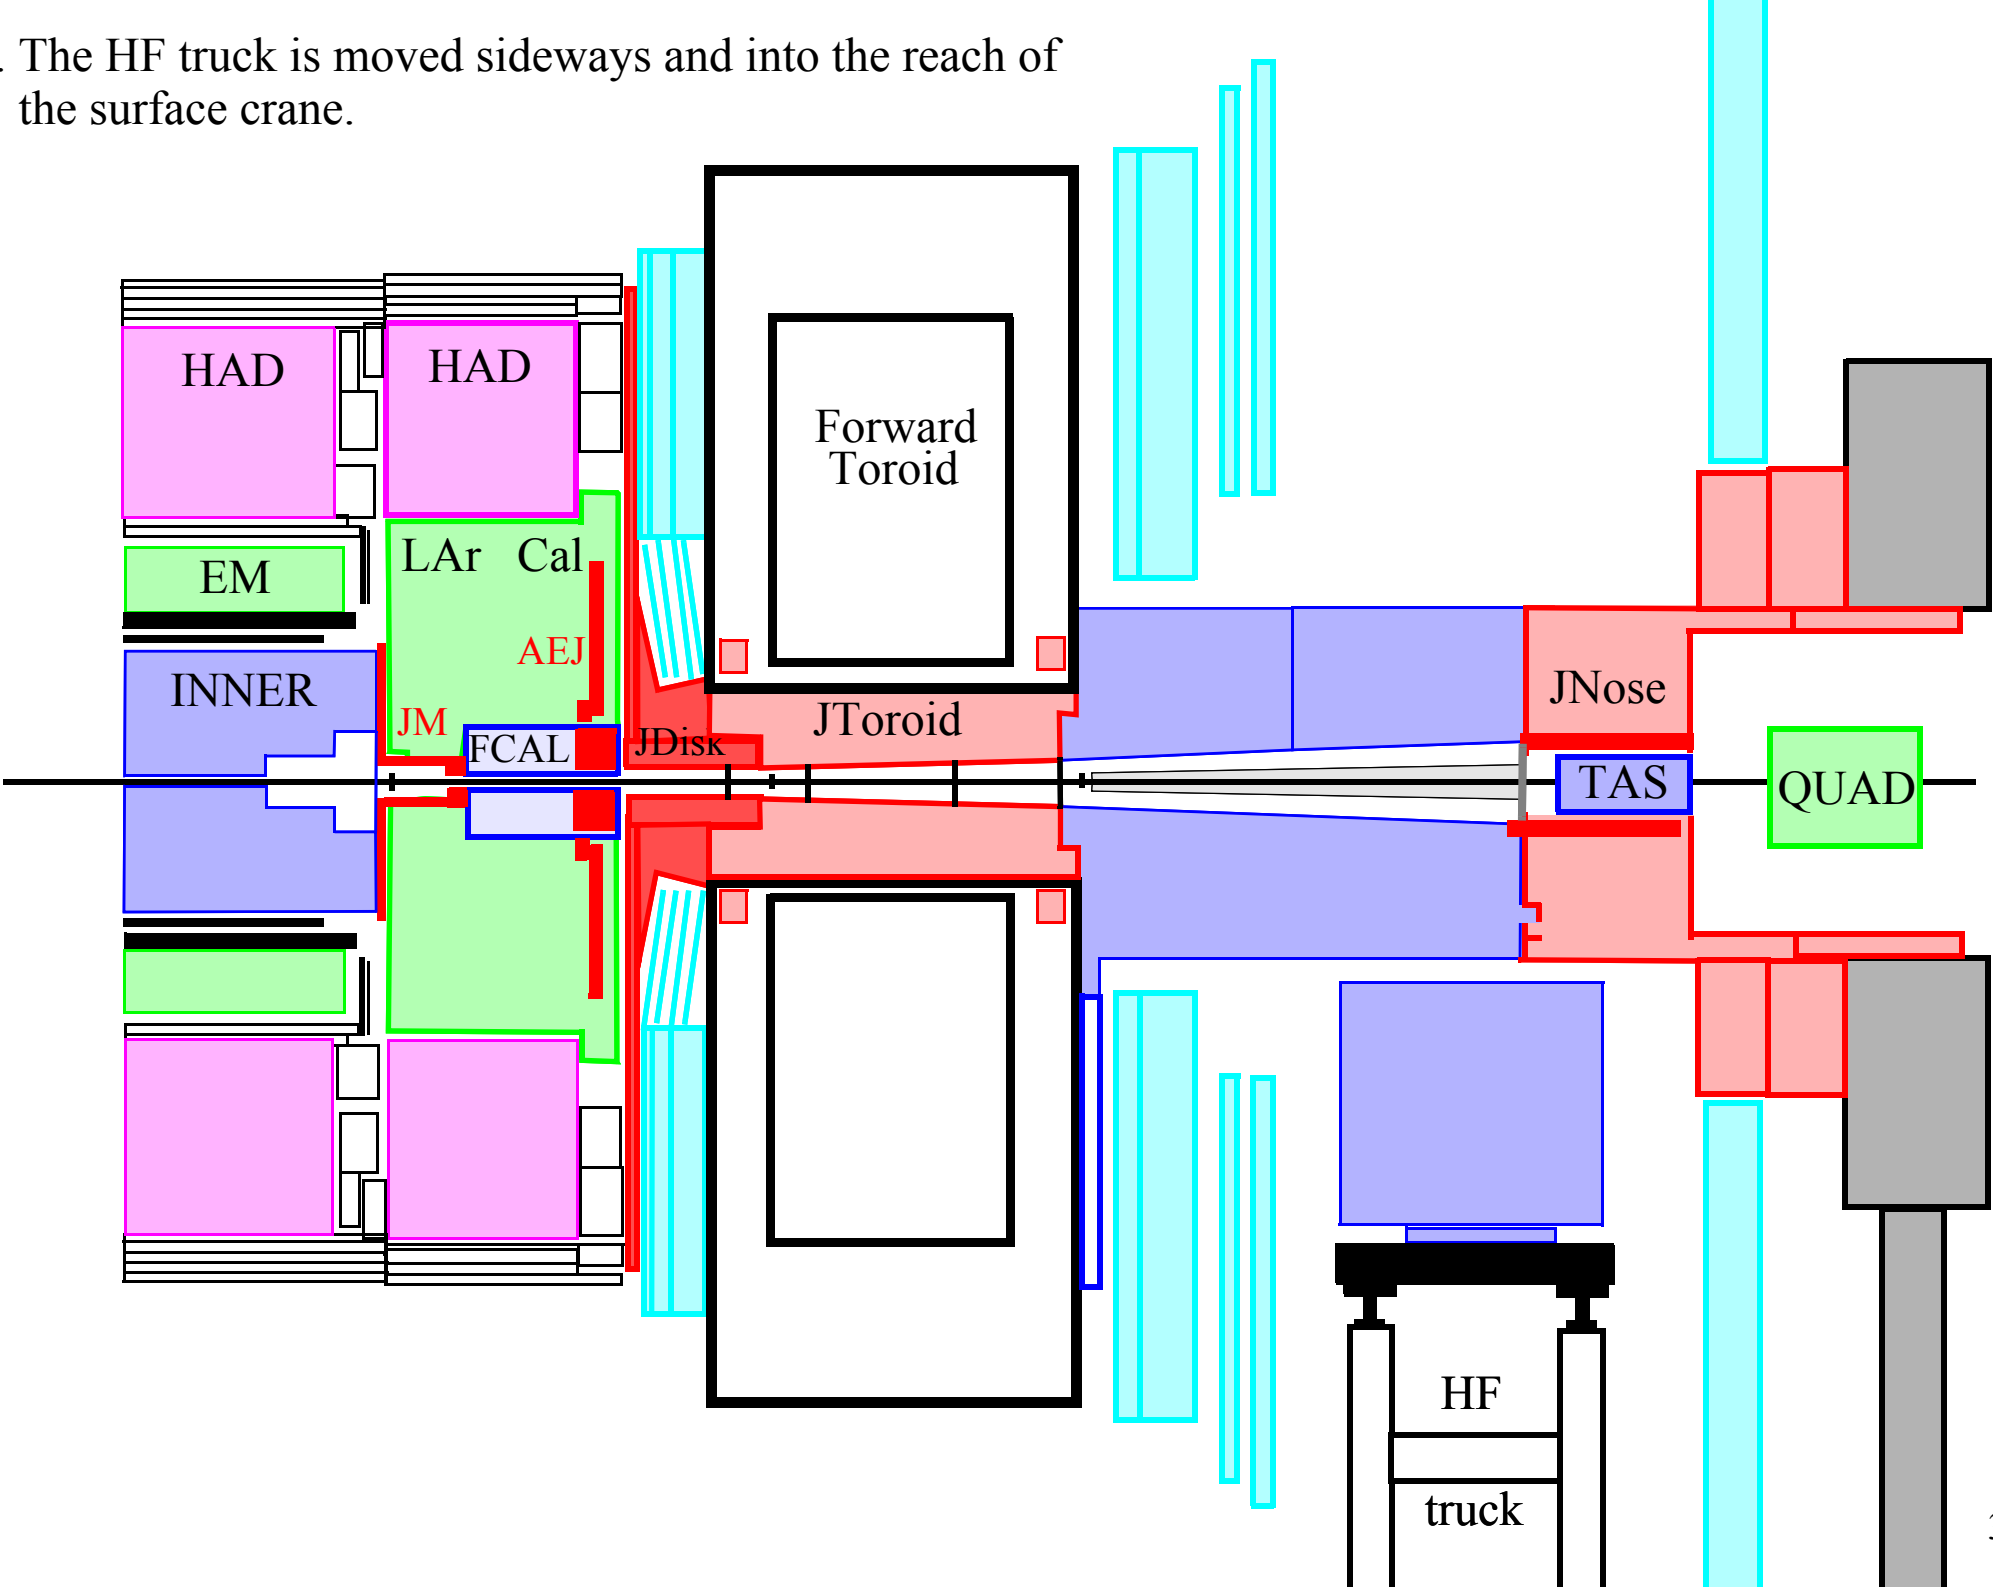 . The HF truck is moved sideways and into the reach of
the surface crane.
HAD
HAD
Forward
Toroid
LAr Cal
EM
AEJ
INNER
JNose
JM
JToroid
FCAL
JDisk
TAS
QUAD
HF
truck